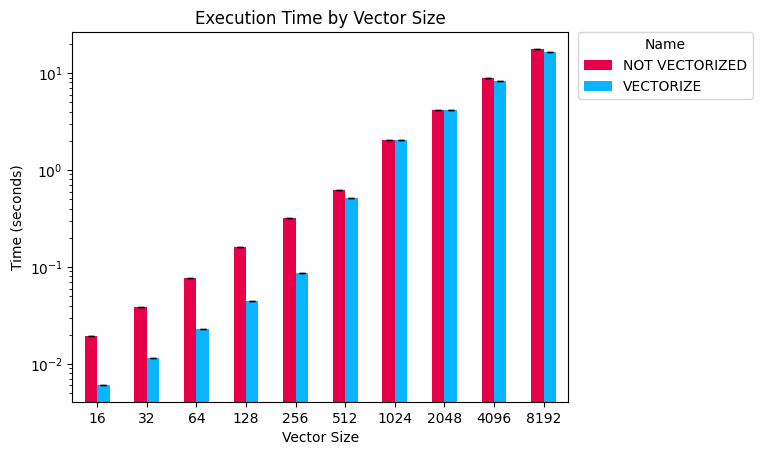 Execution Time by Vector Size
Name
NOT VECTORIZED
VECTORIZE
Time (seconds)
10¹
10⁰
10⁻¹
10⁻²
16 32 64 128 256 512 1024 2048 4096 8192
Vector Size